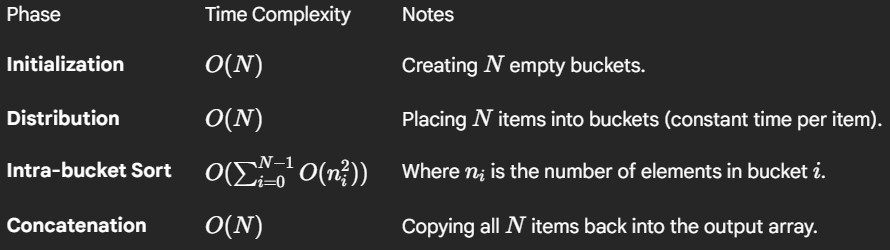 Phase Time Complexity Notes
Initialization O(N) Creating N empty buckets.
Distribution O(N) Placing N items into buckets (constant time per item).
Intra-bucket Sort O(∑_{i=0}^{N−1} O(n_i^2)) Where n_i is the number of elements in bucket i.
Concatenation O(N) Copying all N items back into the output array.